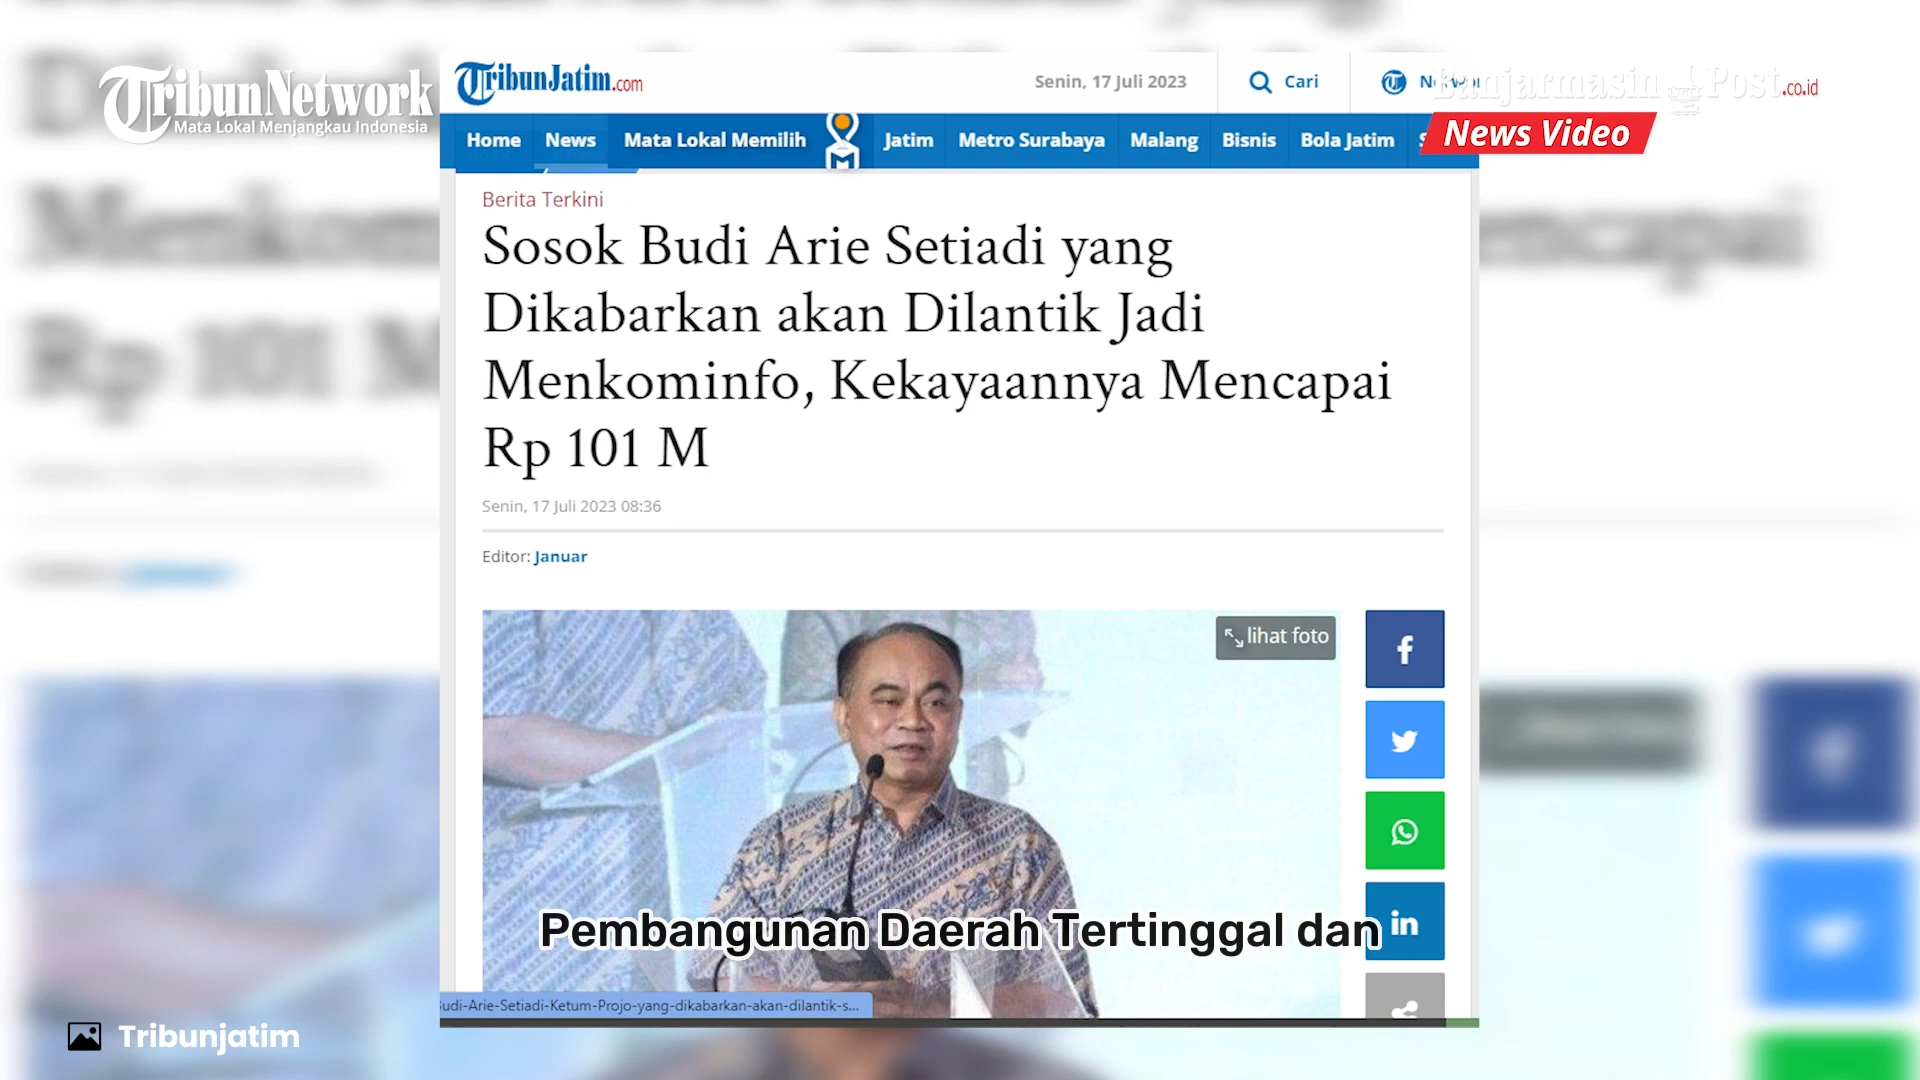 TribunNetwork
Mata Lokal Menjangkau Indonesia
TribunJatim.com
Senin, 17 Juli 2023
Cari
Banjarmasin Post.co.id
News Video
Home
News
Mata Lokal Memilih
Jatim
Metro Surabaya
Malang
Bisnis
Bola Jatim
Berita Terkini
Sosok Budi Arie Setiadi yang
Dikabarkan akan Dilantik Jadi
Menkominfo, Kekayaannya Mencapai
Rp 101 M
Senin, 17 Juli 2023 08:36
Editor: Januar
lihat foto
Pembangunan Daerah Tertinggal dan
udi-Arie-Setiadi-Ketum-Projo-yang-dikabarkan-akan-dilantik-s...
Tribunjatim